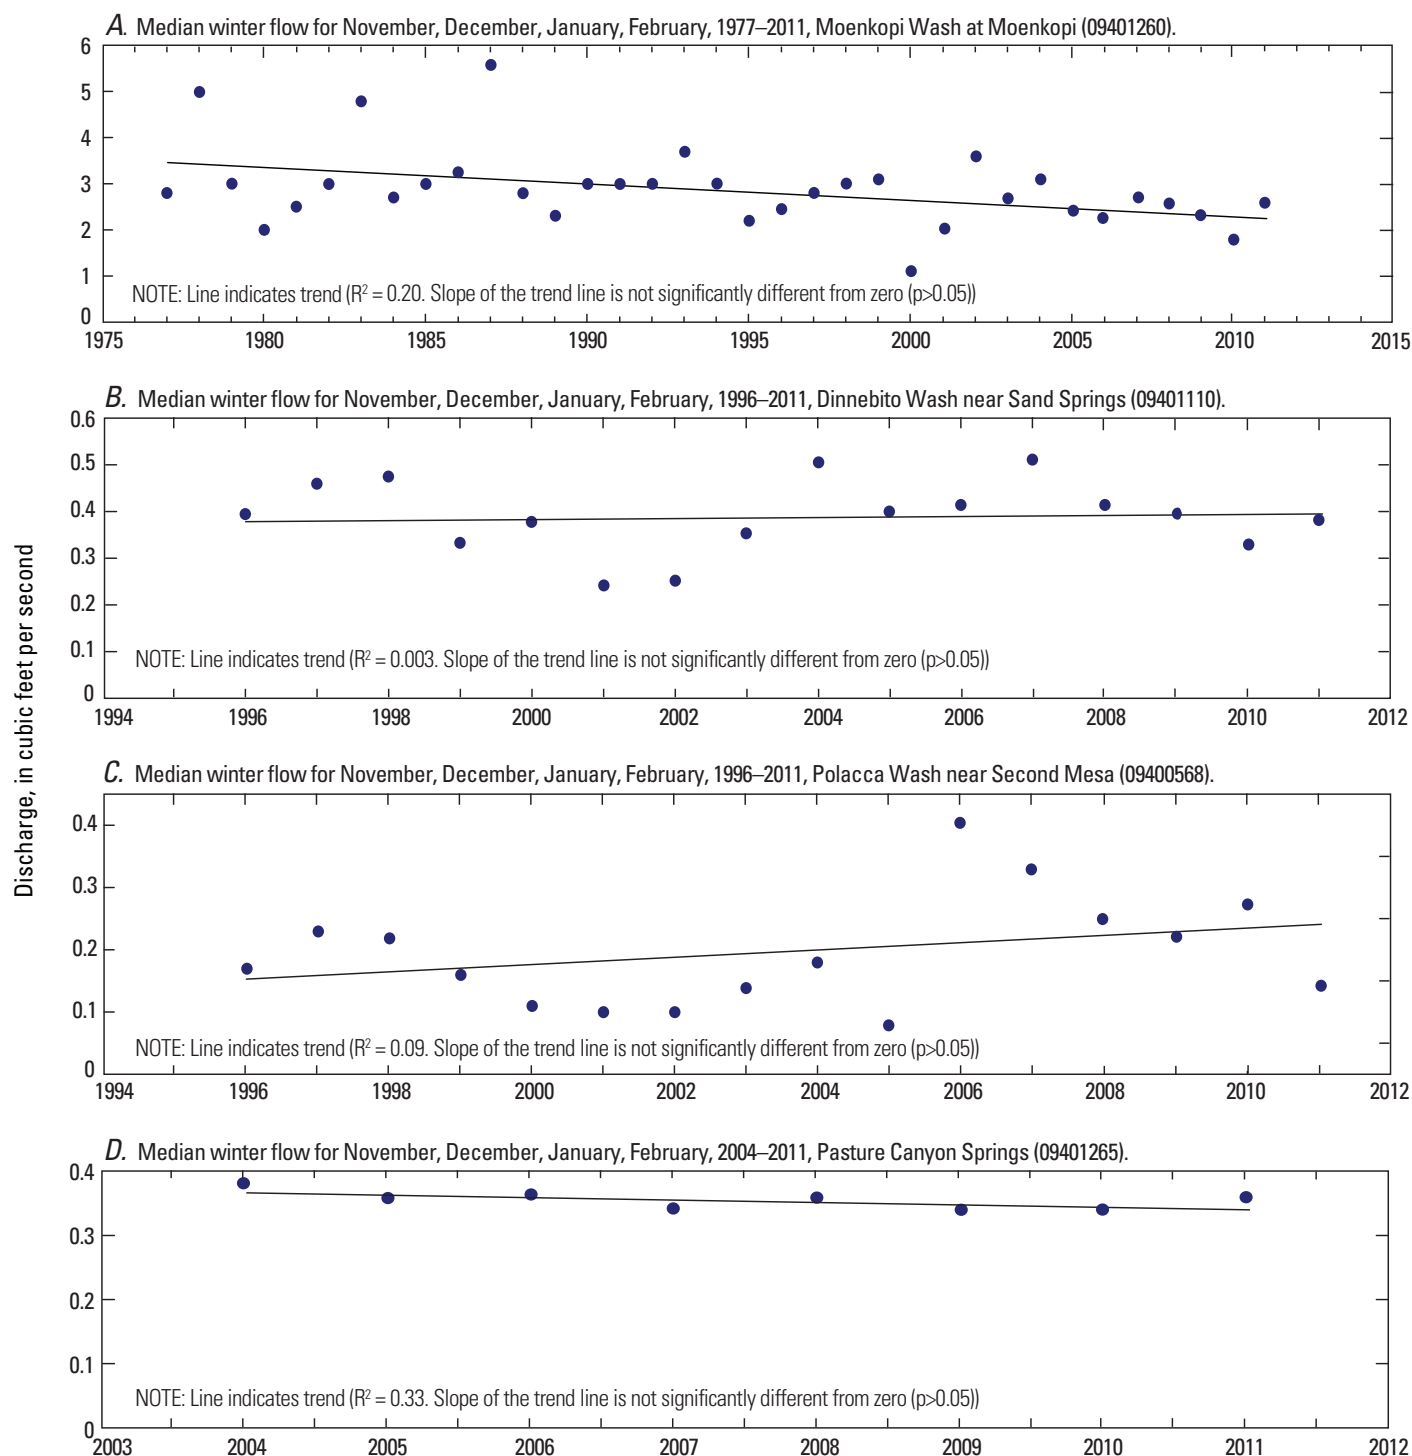 A. Median winter flow for November, December, January, February, 1977–2011, Moenkopi Wash at Moenkopi (09401260).
6
5
4
3
2
1
0
NOTE: Line indicates trend (R² = 0.20. Slope of the trend line is not significantly different from zero (p>0.05))
1975 1980 1985 1990 1995 2000 2005 2010 2015
B. Median winter flow for November, December, January, February, 1996–2011, Dinnebito Wash near Sand Springs (09401110).
0.6
0.5
0.4
0.3
0.2
0.1
0
NOTE: Line indicates trend (R² = 0.003. Slope of the trend line is not significantly different from zero (p>0.05))
1994 1996 1998 2000 2002 2004 2006 2008 2010 2012
Discharge, in cubic feet per second
C. Median winter flow for November, December, January, February, 1996–2011, Polacca Wash near Second Mesa (09400568).
0.4
0.3
0.2
0.1
0
NOTE: Line indicates trend (R² = 0.09. Slope of the trend line is not significantly different from zero (p>0.05))
1994 1996 1998 2000 2002 2004 2006 2008 2010 2012
D. Median winter flow for November, December, January, February, 2004–2011, Pasture Canyon Springs (09401265).
0.4
0.3
0.2
0.1
0
NOTE: Line indicates trend (R² = 0.33. Slope of the trend line is not significantly different from zero (p>0.05))
2003 2004 2005 2006 2007 2008 2009 2010 2011 2012